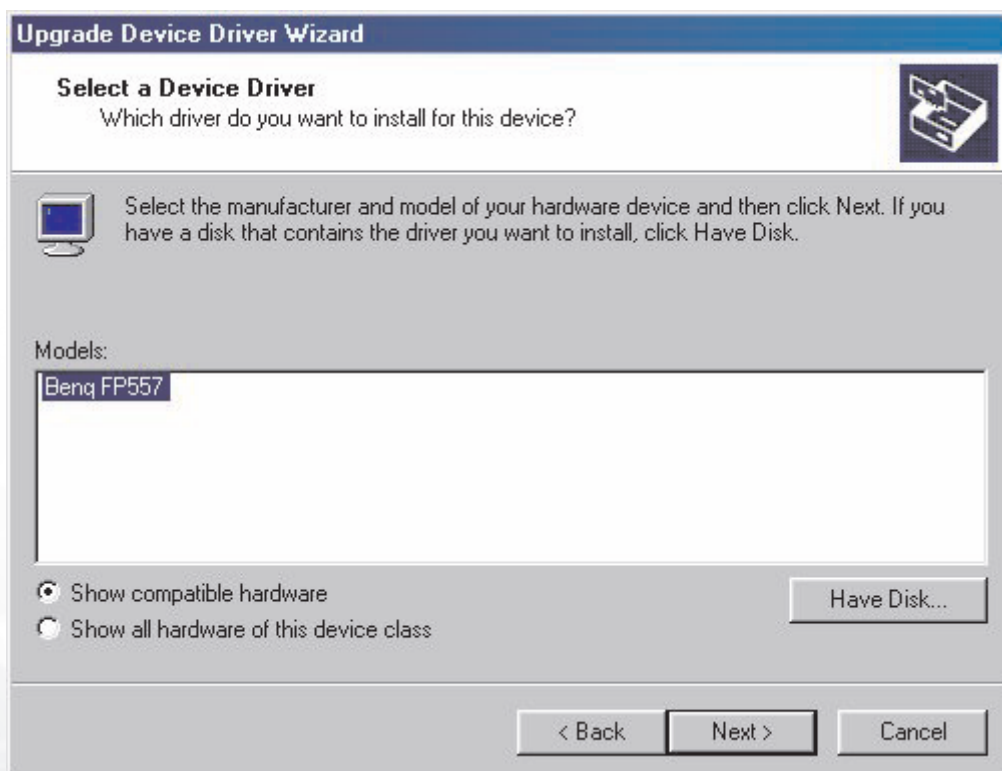 Upgrade Device Driver Wizard
Select a Device Driver
Which driver do you want to install for this device?
Select the manufacturer and model of your hardware device and then click Next. If you
have a disk that contains the driver you want to install, click Have Disk.
Models:
Benq FP557
Show compatible hardware
Have Disk...
Show all hardware of this device class
< Back Next > Cancel